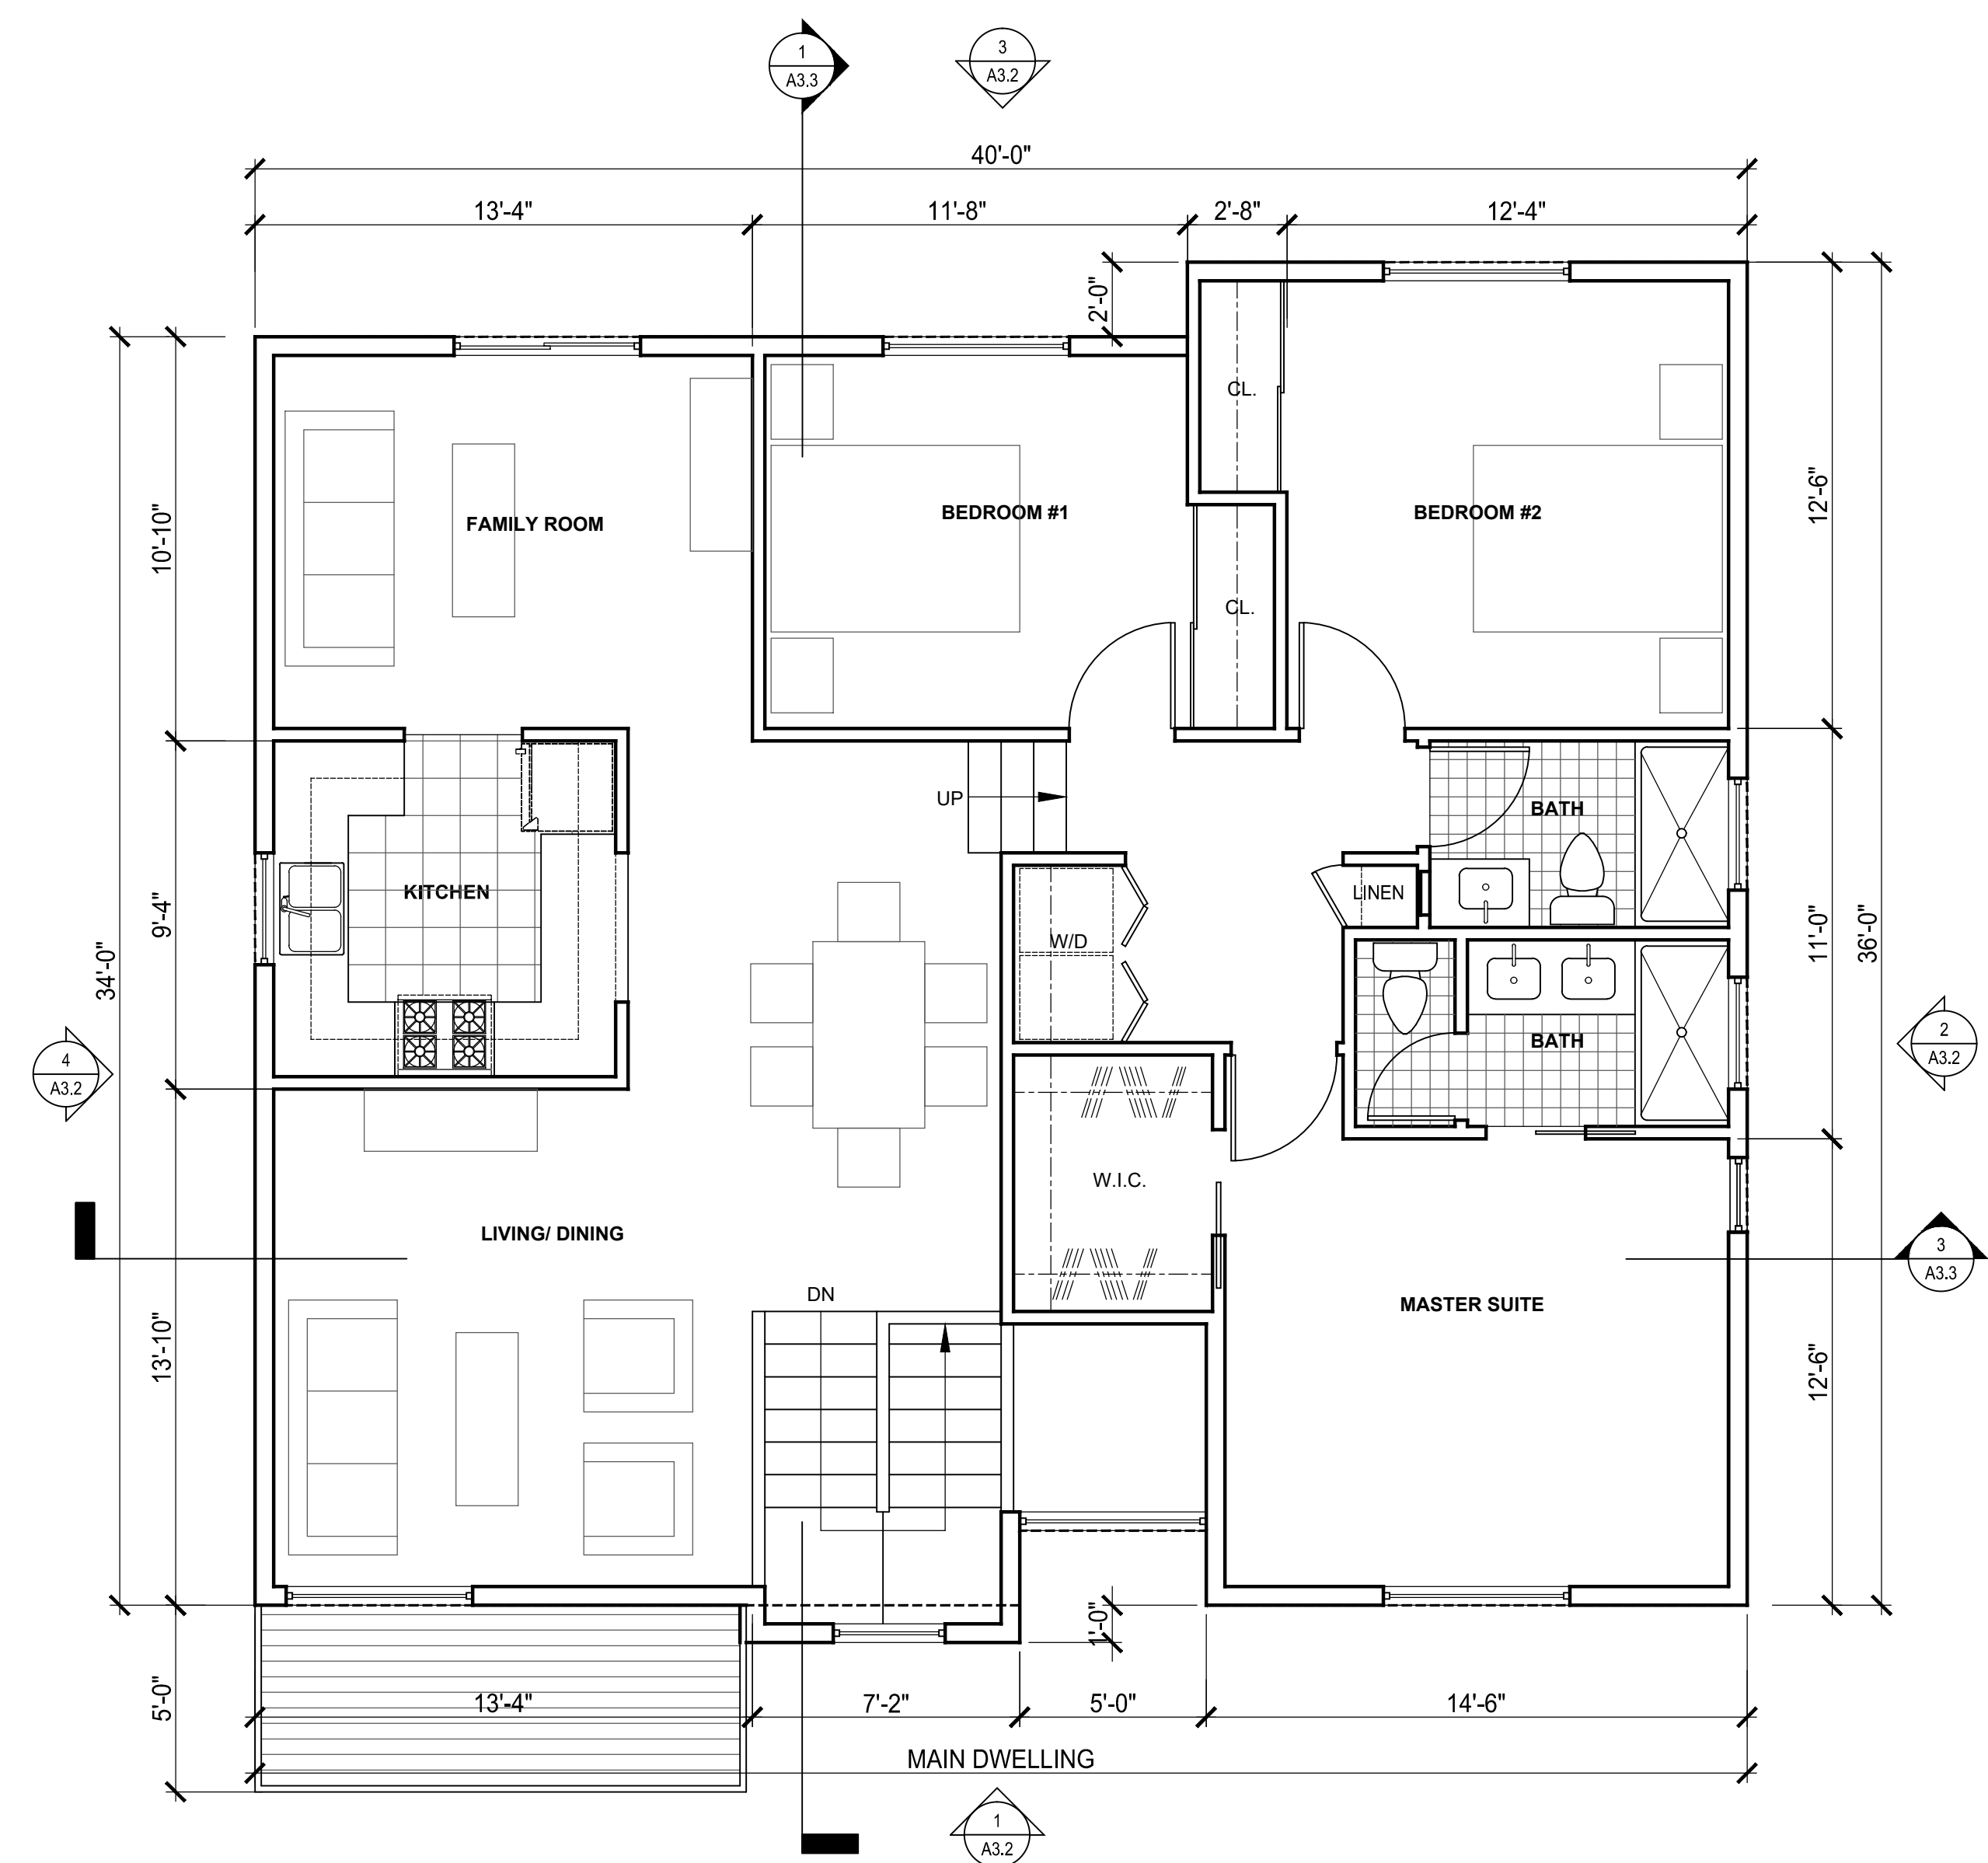 1
A3.3
3
A3.2
40'-0"
13'-4"
11'-8"
2'-8"
12'-4"
2'-0"
CL.
FAMILY ROOM
BEDROOM #1
BEDROOM #2
10'-10"
12'-6"
CL.
UP
BATH
KITCHEN
LINEN
9'-4"
W/D
34'-0"
11'-0"
36'-0"
4
A3.2
BATH
2
A3.2
W.I.C.
LIVING/ DINING
3
A3.3
DN
MASTER SUITE
13'-10"
12'-6"
1'-0"
5'-0"
13'-4"
7'-2"
5'-0"
14'-6"
MAIN DWELLING
1
A3.2